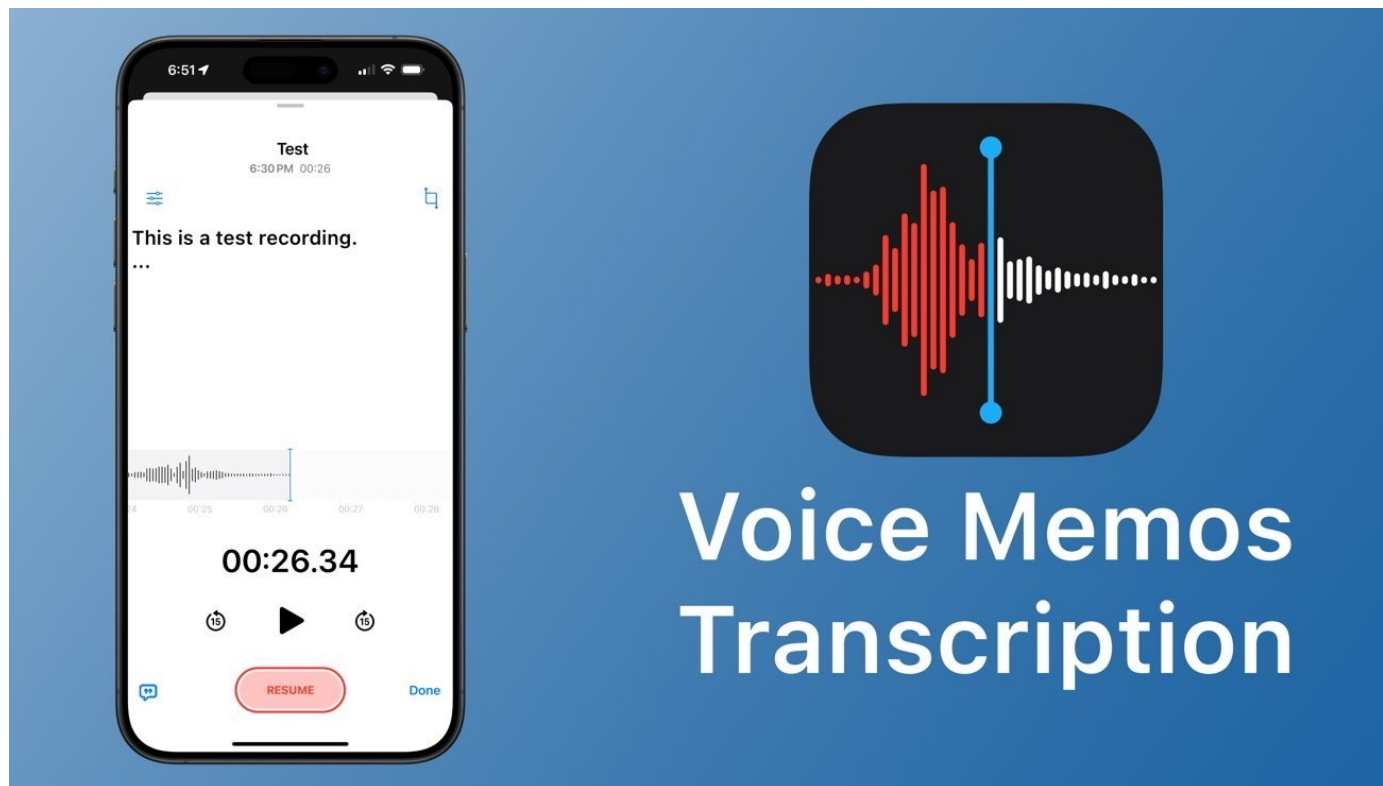 6:51
Test
6:30 PM 00:26
This is a test recording.
...
24 00:25 00:26 00:27 00:28
00:26.34
15 15
RESUME
Done
Voice Memos
Transcription